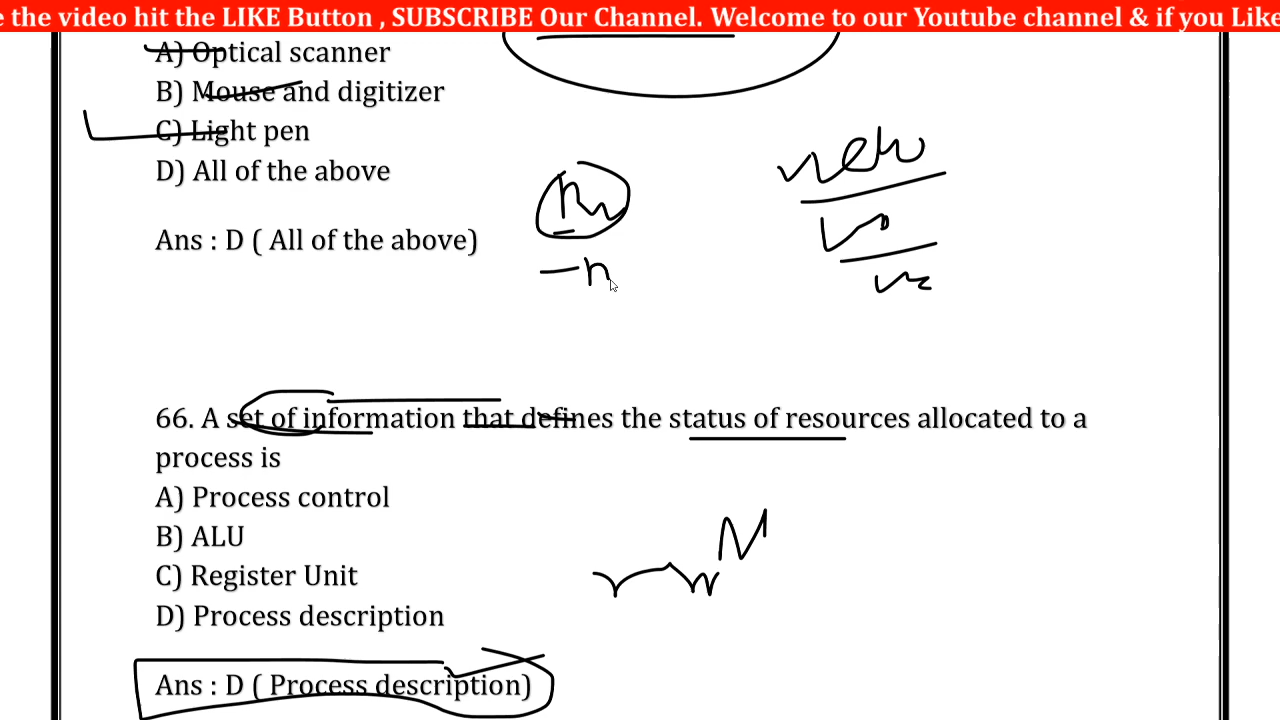 e the video hit the LIKE Button , SUBSCRIBE Our Channel. Welcome to our Youtube channel & if you Like
A) Optical scanner
B) Mouse and digitizer
C) Light pen
D) All of the above
Ans : D ( All of the above)
66. A set of information that defines the status of resources allocated to a
process is
A) Process control
B) ALU
C) Register Unit
D) Process description
Ans : D ( Process description)